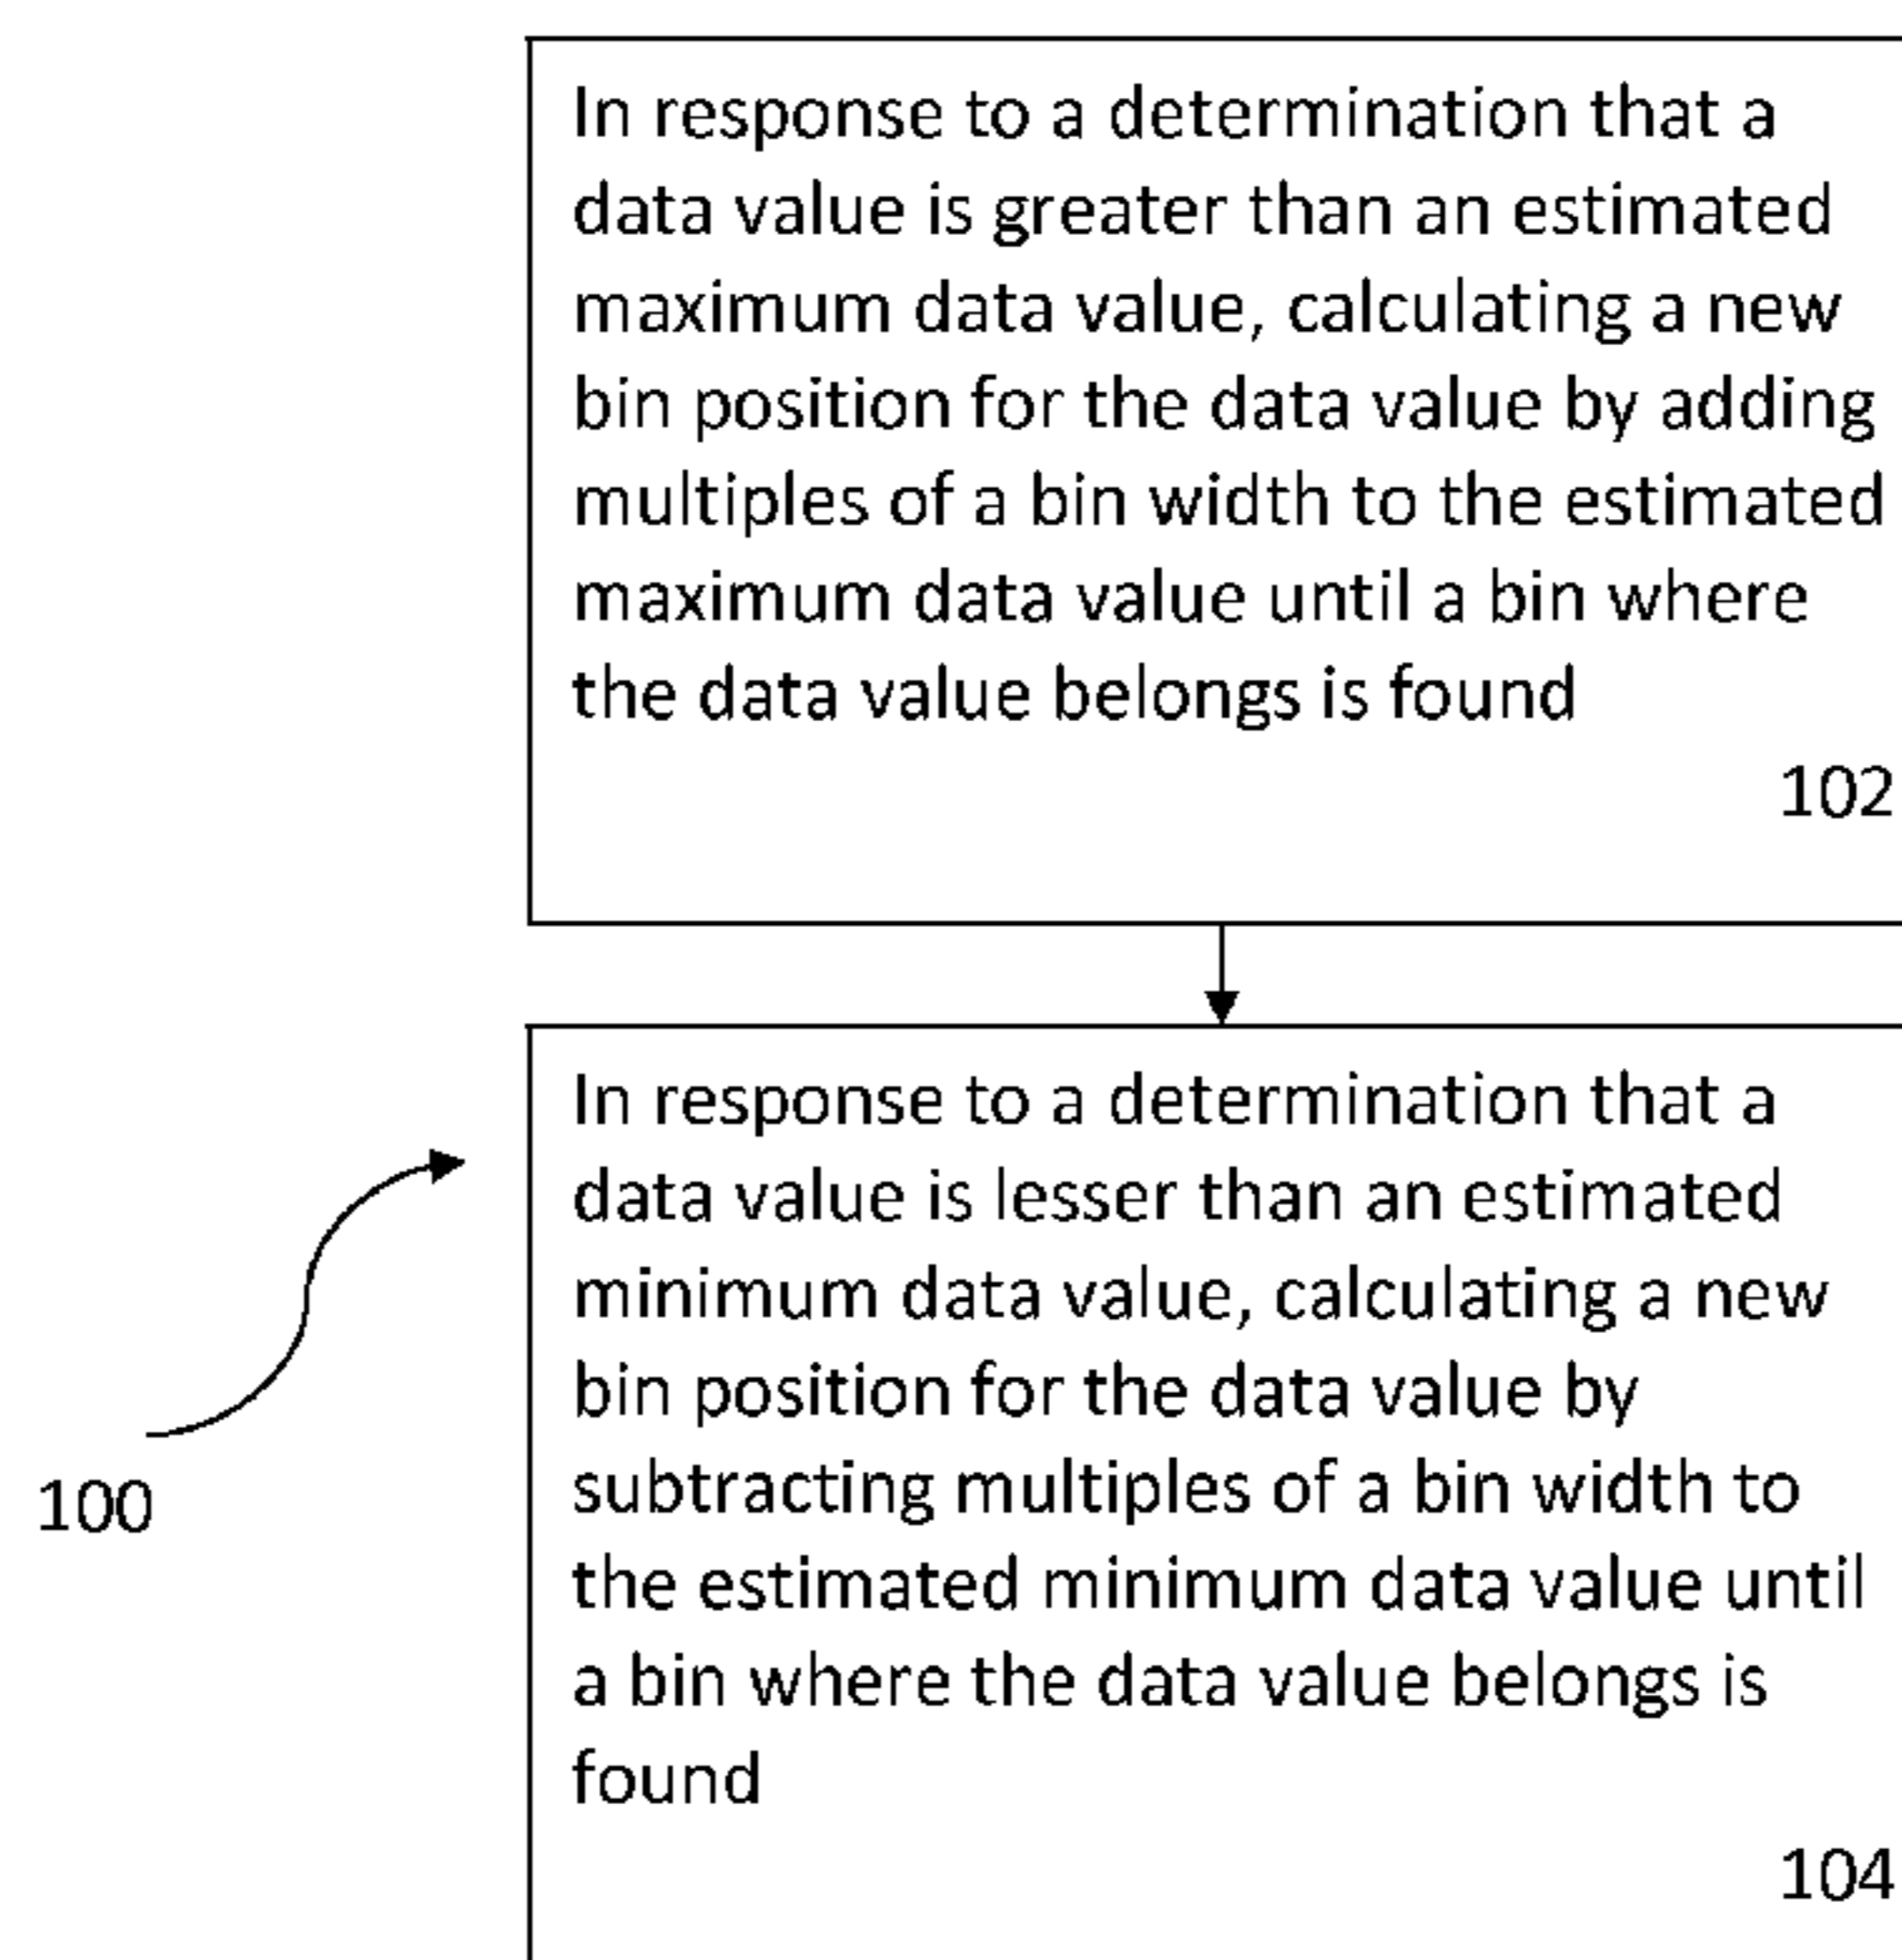 In response to a determination that a
data value is greater than an estimated
maximum data value, calculating a new
bin position for the data value by adding
multiples of a bin width to the estimated
maximum data value until a bin where
the data value belongs is found
102
In response to a determination that a
data value is lesser than an estimated
minimum data value, calculating a new
bin position for the data value by
subtracting multiples of a bin width to
the estimated minimum data value until
a bin where the data value belongs is
found
104
100